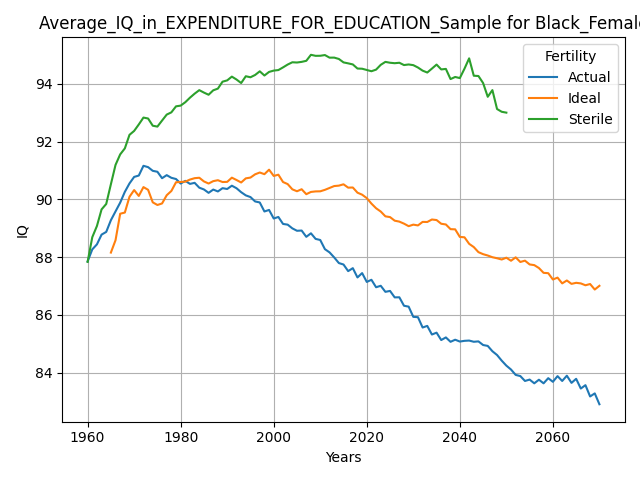 Average_IQ_in_EXPENDITURE_FOR_EDUCATION_Sample for Black_Female
Fertility
Actual
Ideal
Sterile
IQ
94
92
90
88
86
84
1960
1980
2000
2020
2040
2060
Years